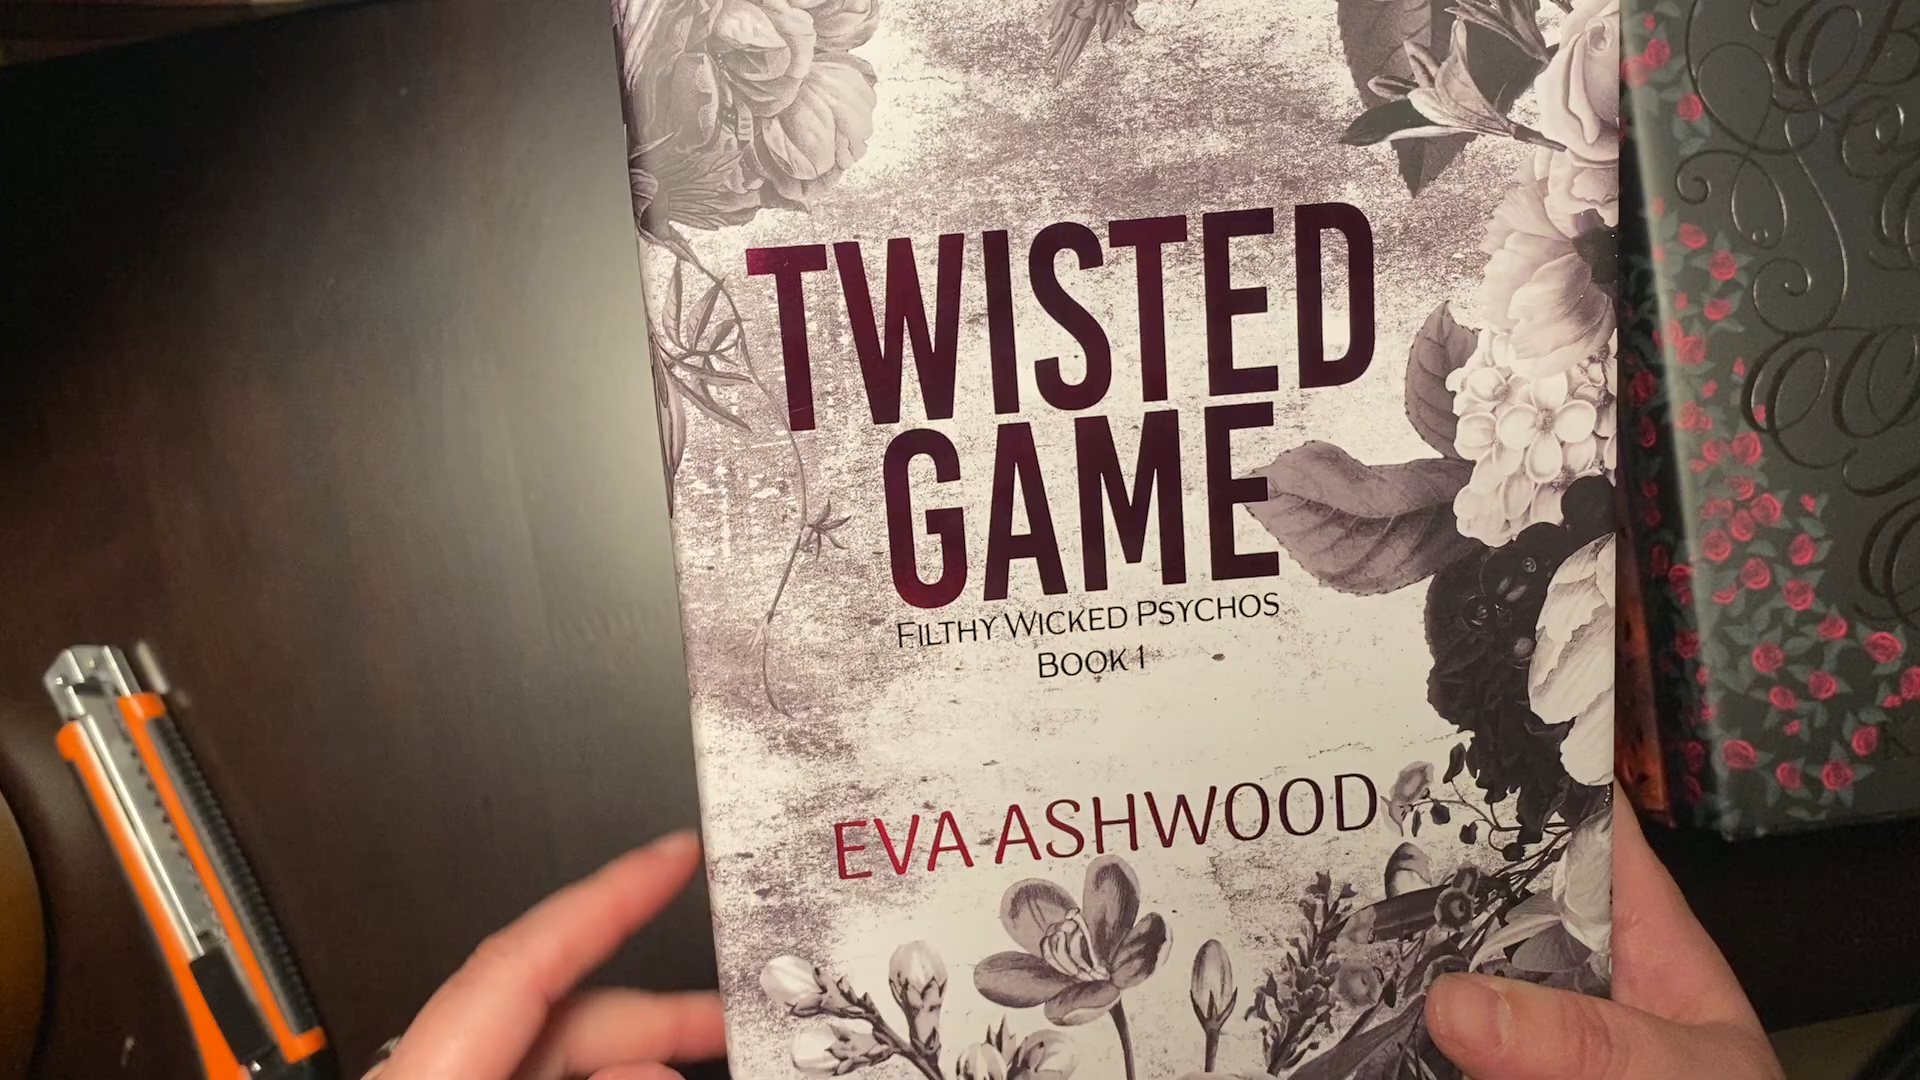 TWISTED
GAME
FILTHY WICKED PSYCHOS
BOOK 1
EVA ASHWOOD